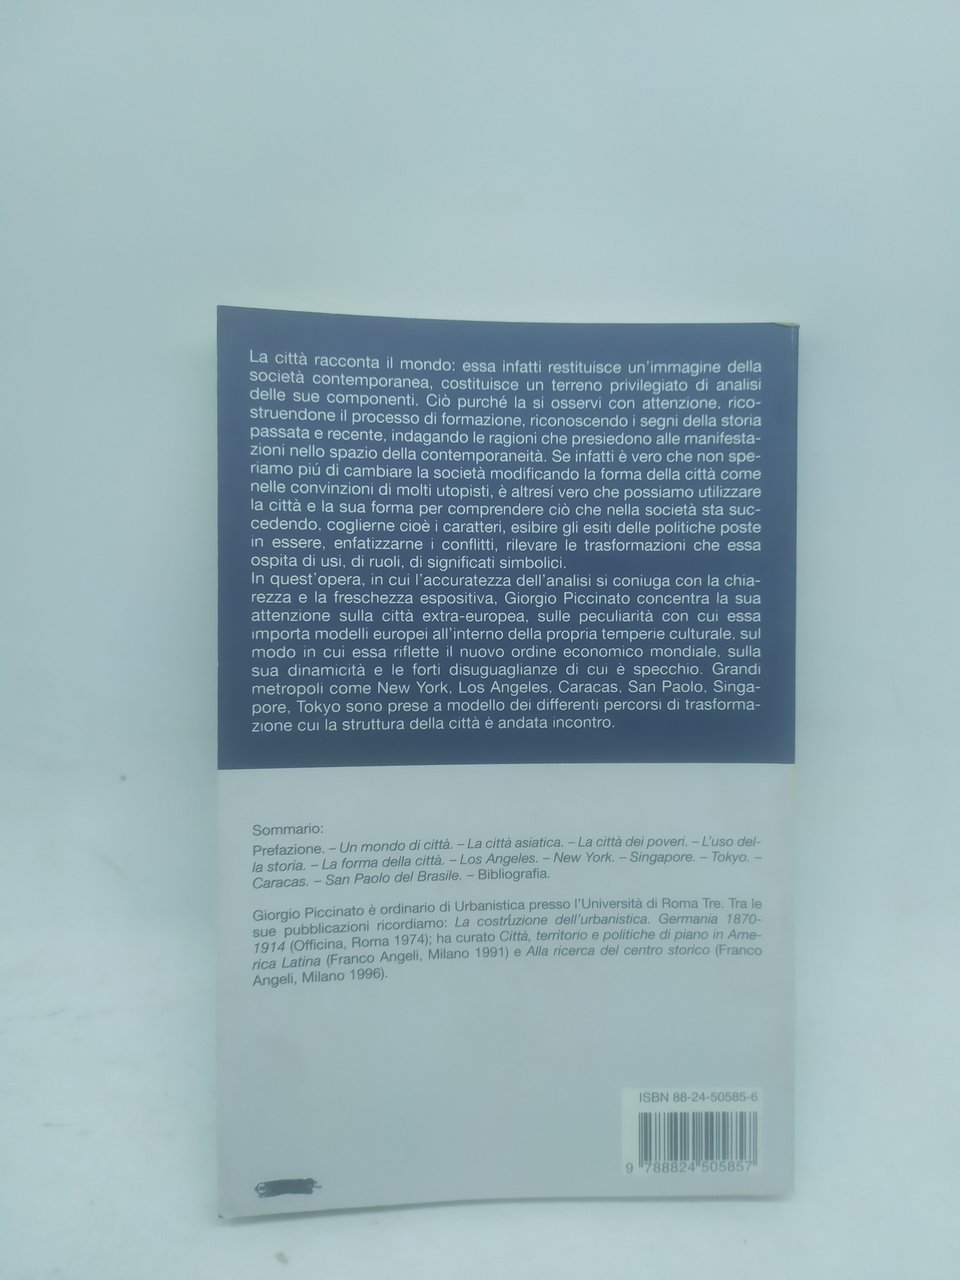 La città racconta il mondo: essa infatti restituisce un'immagine della
società contemporanea, costituisce un terreno privilegiato di analisi
delle sue componenti. Ciò purché la si osservi con attenzione, rico-
struendone il processo di formazione, riconoscendo i segni della storia
passata e recente, indagando le ragioni che presiedono alle manifesta-
zioni nello spazio della contemporaneità. Se infatti è vero che non spe-
riamo piú di cambiare la società modificando la forma della città come
nelle convinzioni di molti utopisti, è altresí vero che possiamo utilizzare
la città e la sua forma per comprendere ciò che nella società sta suc-
cedendo, coglierne cioè i caratteri, esibire gli esiti delle politiche poste
in essere, enfatizzarne i conflitti, rilevare le trasformazioni che essa
ospita di usi, di ruoli, di significati simbolici.
In quest'opera, in cui l'accuratezza dell'analisi si coniuga con la chia-
rezza e la freschezza espositiva, Giorgio Piccinato concentra la sua
attenzione sulla città extra-europea, sulle peculiarità con cui essa
importa modelli europei all'interno della propria temperie culturale, sul
modo in cui essa riflette il nuovo ordine economico mondiale, sulla
sua dinamicità e le forti disuguaglianze di cui è specchio. Grandi
metropoli come New York, Los Angeles, Caracas, San Paolo, Singa-
pore, Tokyo sono prese a modello dei differenti percorsi di trasforma-
zione cui la struttura della città è andata incontro.
Sommario:
Prefazione. – Un mondo di città. – La città asiatica. – La città dei poveri. – L'uso del-
la storia. – La forma della città. – Los Angeles. – New York. – Singapore. – Tokyo. –
Caracas. – San Paolo del Brasile. – Bibliografia.
Giorgio Piccinato è ordinario di Urbanistica presso l'Università di Roma Tre. Tra le
sue pubblicazioni ricordiamo: La costruzione dell'urbanistica. Germania 1870-
1914 (Officina, Roma 1974); ha curato Città, territorio e politiche di piano in Ame-
rica Latina (Franco Angeli, Milano 1991) e Alla ricerca del centro storico (Franco
Angeli, Milano 1996).
ISBN 88-24-50585-6
9 788824 505857